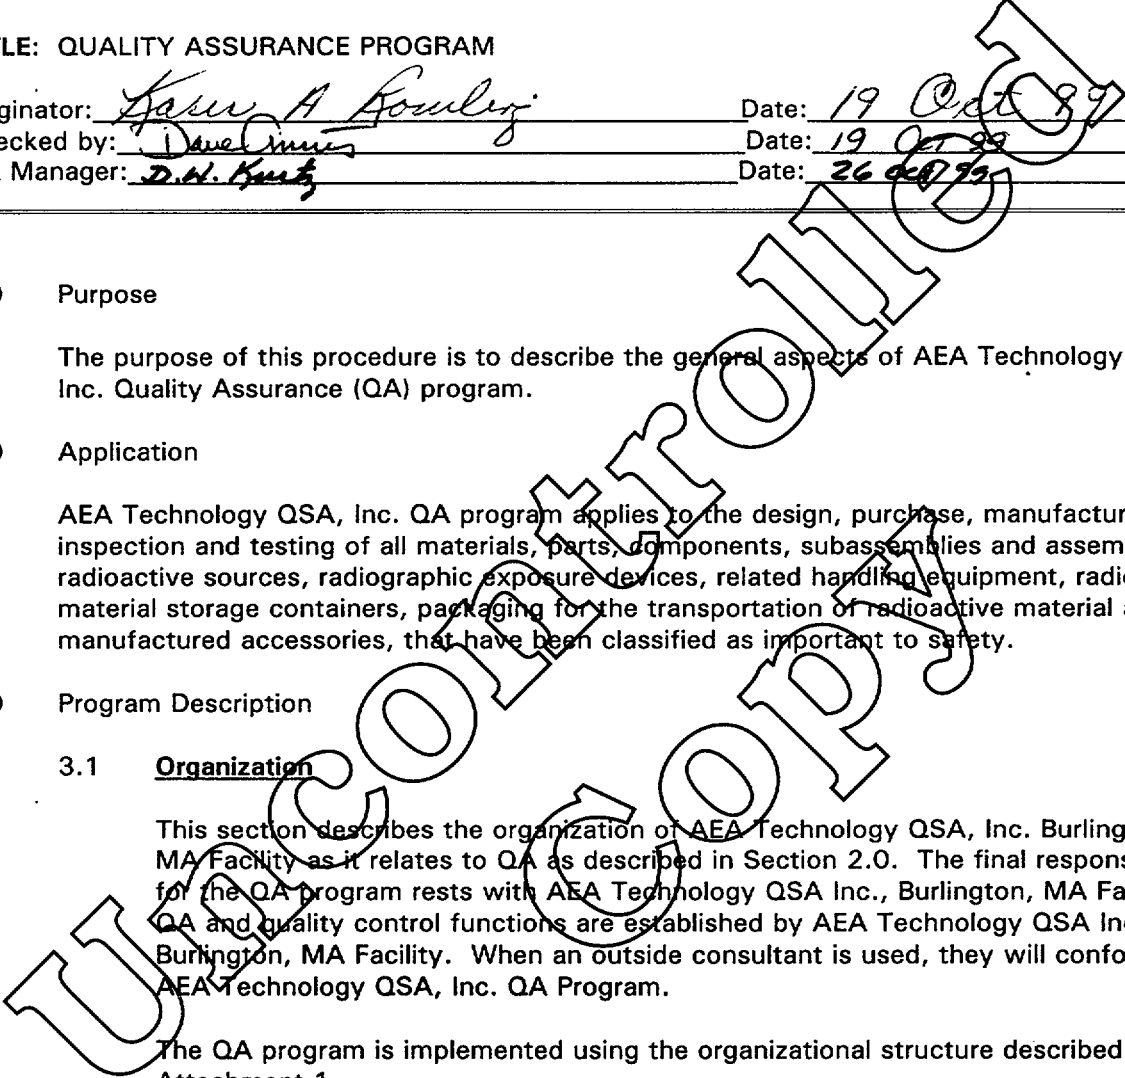 LE: QUALITY ASSURANCE PROGRAM
ginator: A Date: 19 Oct 99
ecked by: Dave Date: 19 Oct 99
Manager: D.W. Kurtz Date: 26 Oct 99
Purpose
The purpose of this procedure is to describe the general aspects of AEA Technology
Inc. Quality Assurance (QA) program.
Application
AEA Technology QSA, Inc. QA program applies to the design, purchase, manufactur
inspection and testing of all materials, parts, components, subassemblies and assem
radioactive sources, radiographic exposure devices, related handling equipment, radio
material storage containers, packaging for the transportation of radioactive material a
manufactured accessories, that have been classified as important to safety.
Program Description
3.1 Organization
This section describes the organization of AEA Technology QSA, Inc. Burling
MA Facility as it relates to QA as described in Section 2.0. The final respons
for the QA program rests with AEA Technology QSA Inc., Burlington, MA Fa
QA and quality control functions are established by AEA Technology QSA In
Burlington, MA Facility. When an outside consultant is used, they will confo
AEA Technology QSA, Inc. QA Program.
The QA program is implemented using the organizational structure described
Attachment 1
Uncontrolled
Copy